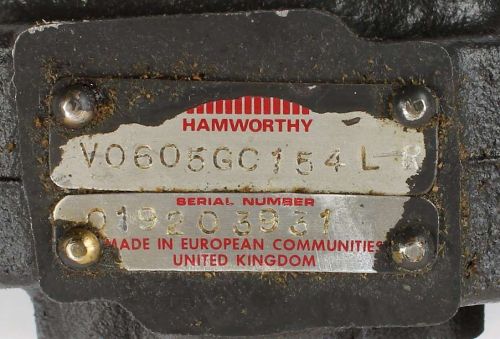 HAMWORTHY
V0605GC154L-R
SERIAL NUMBER
019203931
MADE IN EUROPEAN COMMUNITIES
UNITED KINGDOM